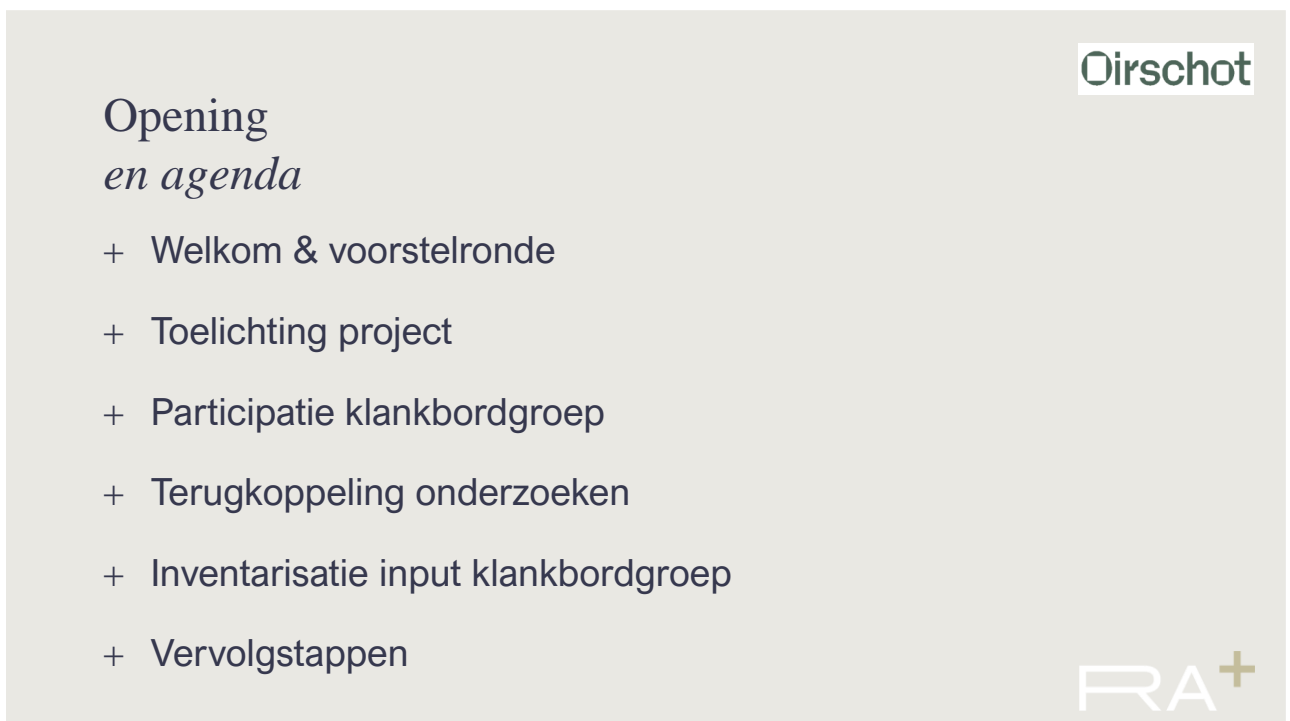 Oirschot
Opening
en agenda
+ Welkom & voorstelronde
+ Toelichting project
+ Participatie klankbordgroep
+ Terugkoppeling onderzoeken
+ Inventarisatie input klankbordgroep
+ Vervolgstappen
RA+